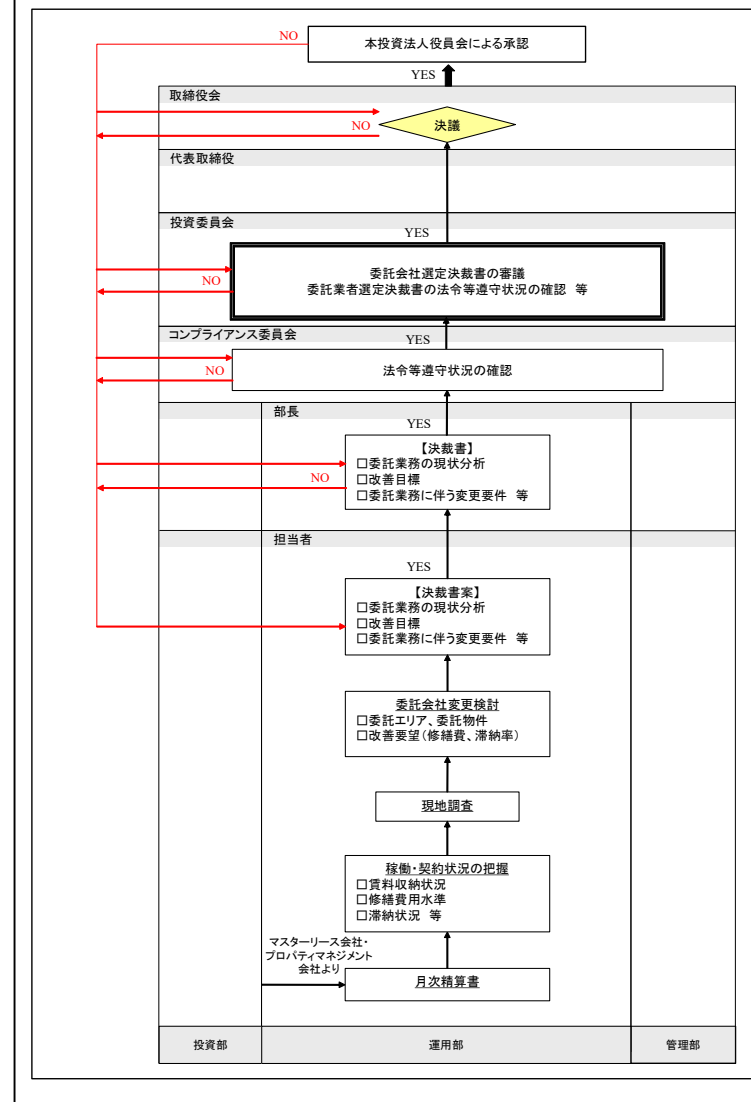 NO
本投資法人役員会による承認
YES
取締役会
NO
決議
代表取締役
投資委員会
YES
委託会社選定決裁書の審議
委託業者選定決裁書の法令等遵守状況の確認 等
NO
コンプライアンス委員会
YES
法令等遵守状況の確認
NO
部長
YES
【決裁書】
□委託業務の現状分析
□改善目標
□委託業務に伴う変更要件 等
NO
担当者
YES
【決裁書案】
□委託業務の現状分析
□改善目標
□委託業務に伴う変更要件 等
委託会社変更検討
□委託エリア、委託物件
□改善要望(修繕費、滞納率)
現地調査
稼働・契約状況の把握
□賃料収納状況
□修繕費用水準
□滞納状況 等
マスターリース会社・
プロパティマネジメント
会社より
月次精算書
投資部
運用部
管理部